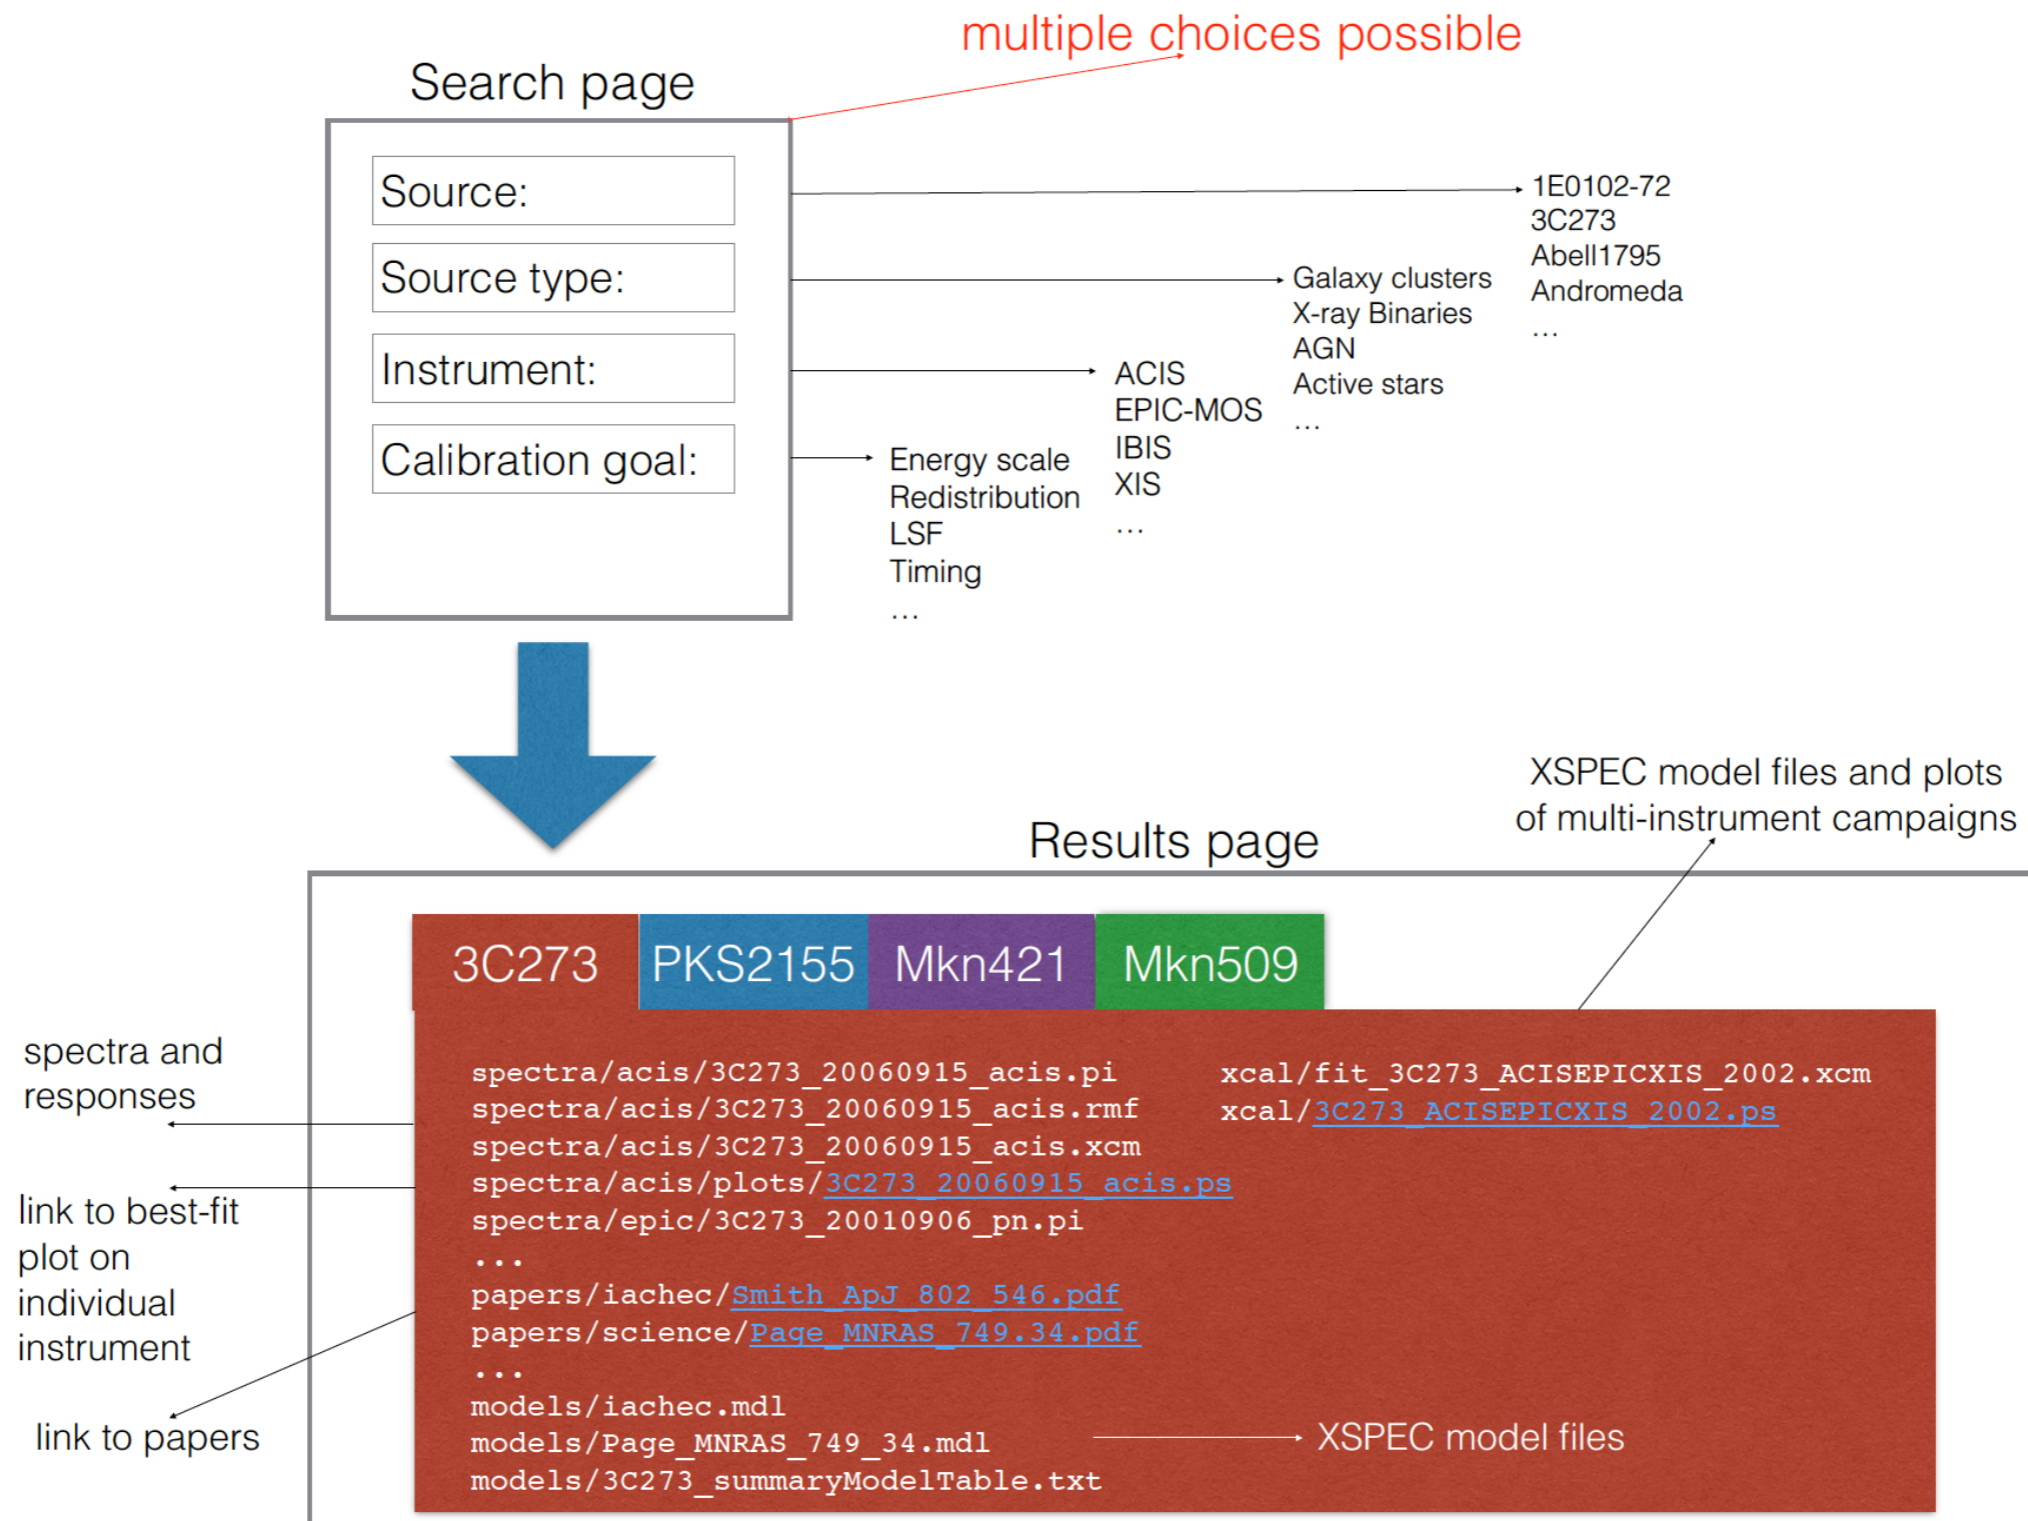 multiple choices possible
Search page
Source:
Source type:
Instrument:
Calibration goal:
1E0102-72
3C273
Abell1795
Andromeda
...
Galaxy clusters
X-ray Binaries
AGN
Active stars
...
ACIS
EPIC-MOS
IBIS
XIS
...
Energy scale
Redistribution
LSF
Timing
...
XSPEC model files and plots
of multi-instrument campaigns
Results page
3C273
PKS2155
Mkn421
Mkn509
spectra and
responses
link to best-fit
plot on
individual
instrument
link to papers
spectra/acis/3C273_20060915_acis.pi
spectra/acis/3C273_20060915_acis.rmf
spectra/acis/3C273_20060915_acis.xcm
spectra/acis/plots/3C273_20060915_acis.ps
spectra/epic/3C273_20010906_pn.pi
...
papers/iachec/Smith_ApJ_802_546.pdf
papers/science/Page_MNRAS_749.34.pdf
...
models/iachec.mdl
models/Page_MNRAS_749_34.mdl
models/3C273_summaryModelTable.txt
xcal/fit_3C273_ACISEPICXIS_2002.xcm
xcal/3C273_ACISEPICXIS_2002.ps
XSPEC model files